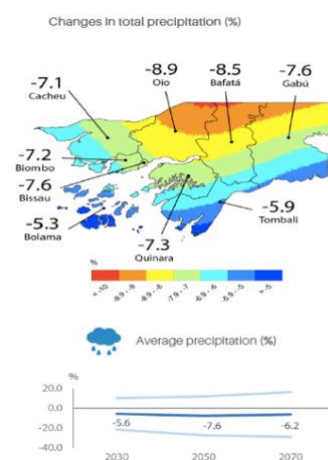 Changes in total precipitation (%)
-7.1
Cacheu
-8.9
Oio
-8.5
Bafatá
-7.6
Gabú
-7.2
Biombo
-7.6
Bissau
-5.3
Bolama
-7.3
Quinara
-5.9
Tombali
%
Average precipitation (%)
%
20.0
0.0
-20.0
-40.0
-5.6
-7.6
-6.2
2030
2050
2070